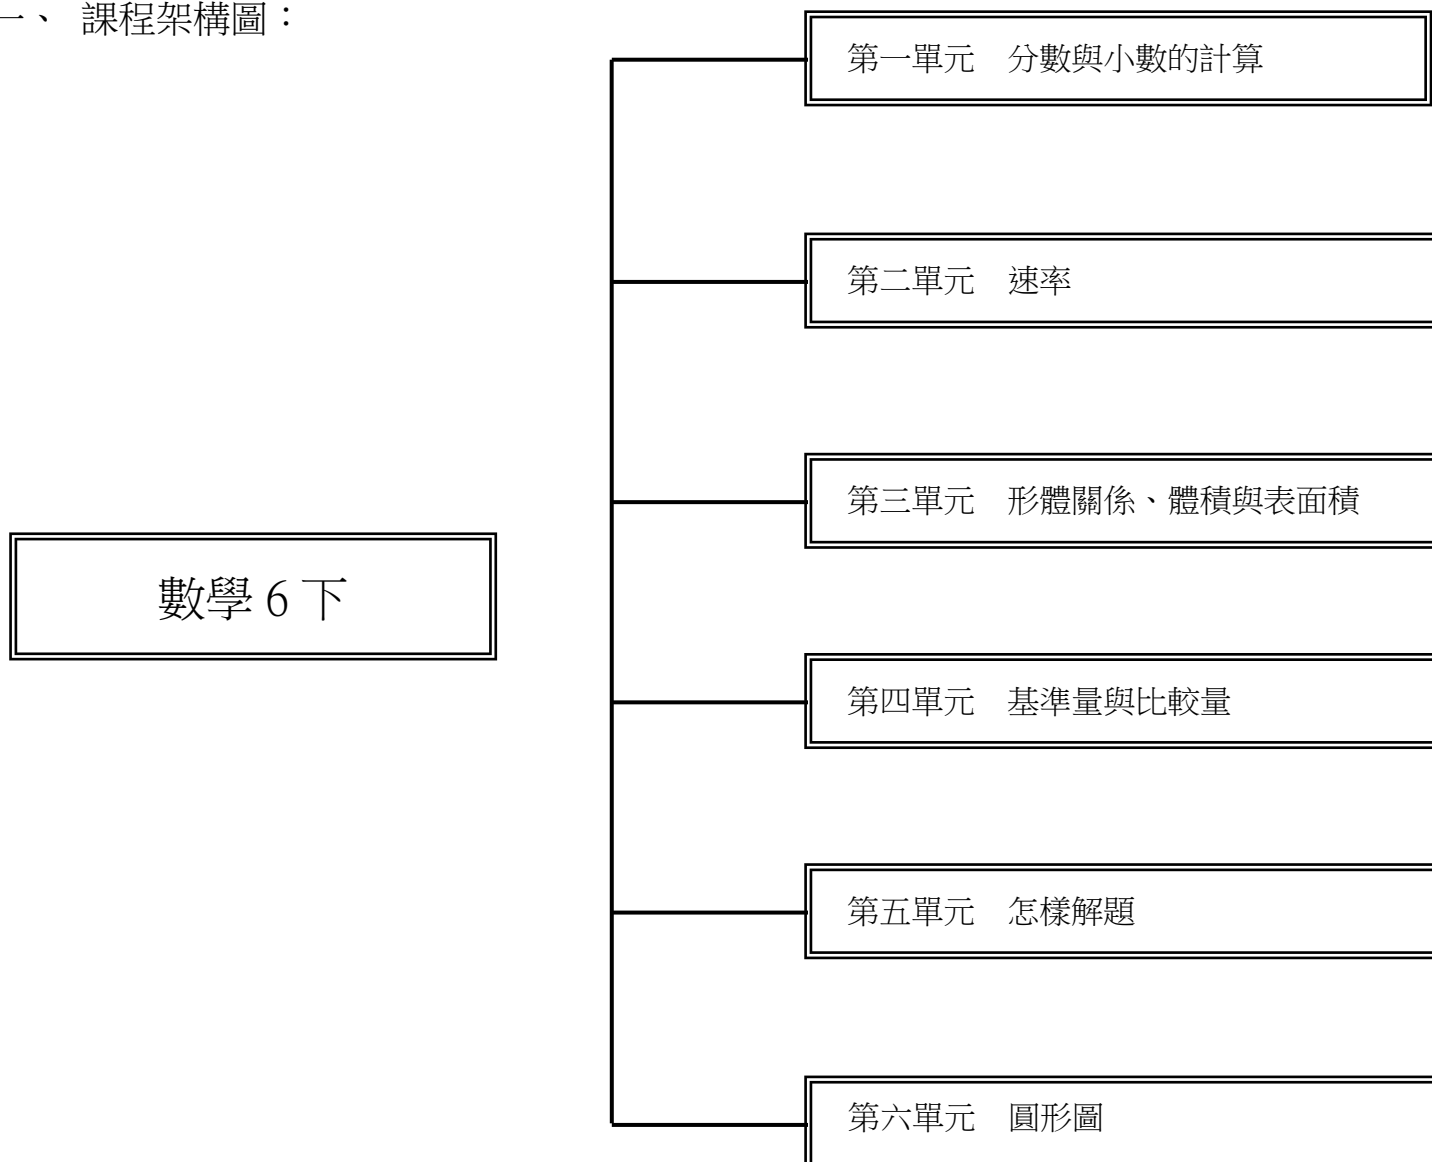 一、 課程架構圖：
第一單元　分數與小數的計算
第二單元　速率
第三單元　形體關係、體積與表面積
數學 6 下
第四單元　基準量與比較量
第五單元　怎樣解題
第六單元　圓形圖